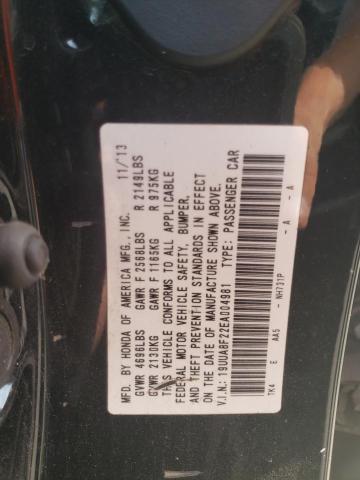 MFD. BY HONDA OF AMERICA MFG., INC. 11/13
GVWR 4696LBS GAWR F 2568LBS R 2149LBS
GVWR 2130KG GAWR F 1165KG R 975KG
THIS VEHICLE CONFORMS TO ALL APPLICABLE
FEDERAL MOTOR VEHICLE SAFETY, BUMPER,
AND THEFT PREVENTION STANDARDS IN EFFECT
ON THE DATE OF MANUFACTURE SHOWN ABOVE.
V.I.N.: 19UUA8F22EA004981 TYPE: PASSENGER CAR
TK4 E AA5 - NH731P - A - A